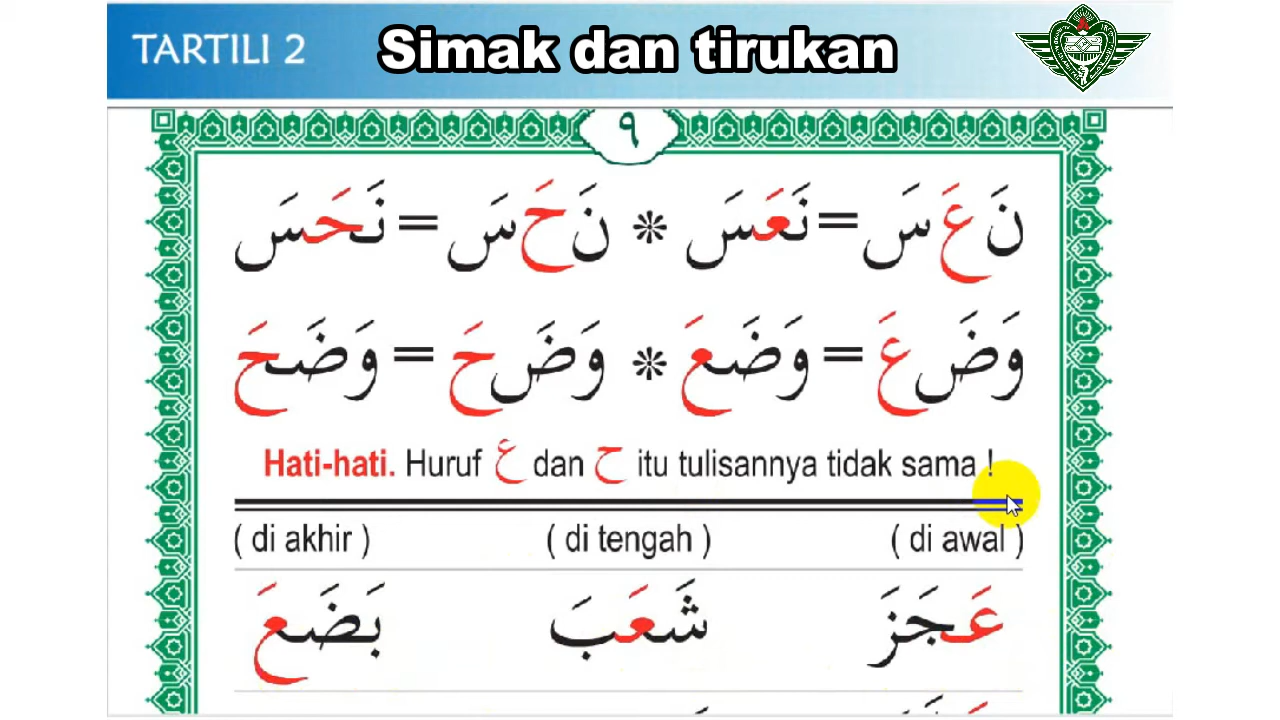 TARTILI 2
Simak dan tirukan
٩
نَ عَ سَ = نَعَسَ * نَ حَ سَ = نَحَسَ
وَ ضَ عَ = وَضَعَ * وَ ضَ حَ = وَضَحَ
Hati-hati. Huruf ع dan ح itu tulisannya tidak sama !
( di akhir ) ( di tengah ) ( di awal )
عَجَزَ شَعَبَ بَضَعَ